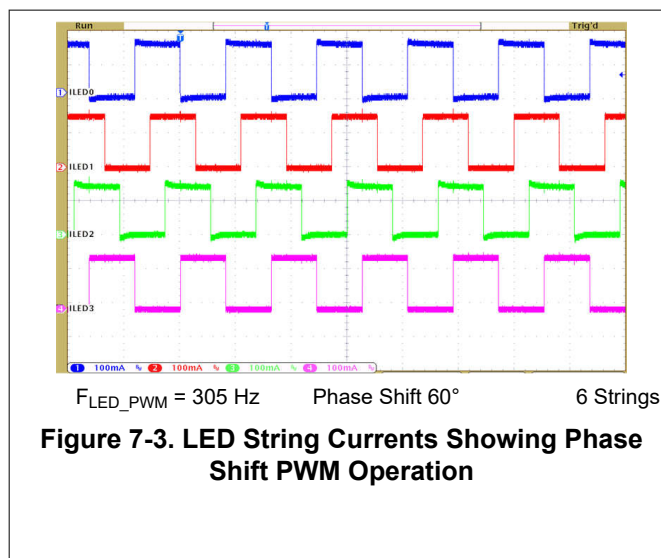 Run Trig'd
T
T
1 ILED0
2 ILED1
3 ILED2
4 ILED3
1 100mA 2 100mA 3 100mA 4 100mA
FLED_PWM = 305 Hz Phase Shift 60° 6 Strings
Figure 7-3. LED String Currents Showing Phase
Shift PWM Operation